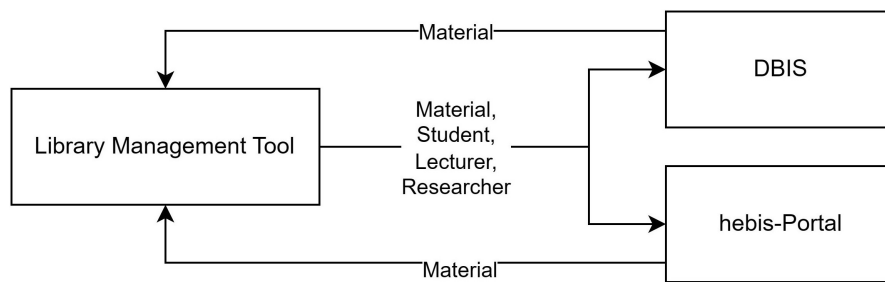 Material
DBIS
Library Management Tool
Material,
Student,
Lecturer,
Researcher
hebis-Portal
Material